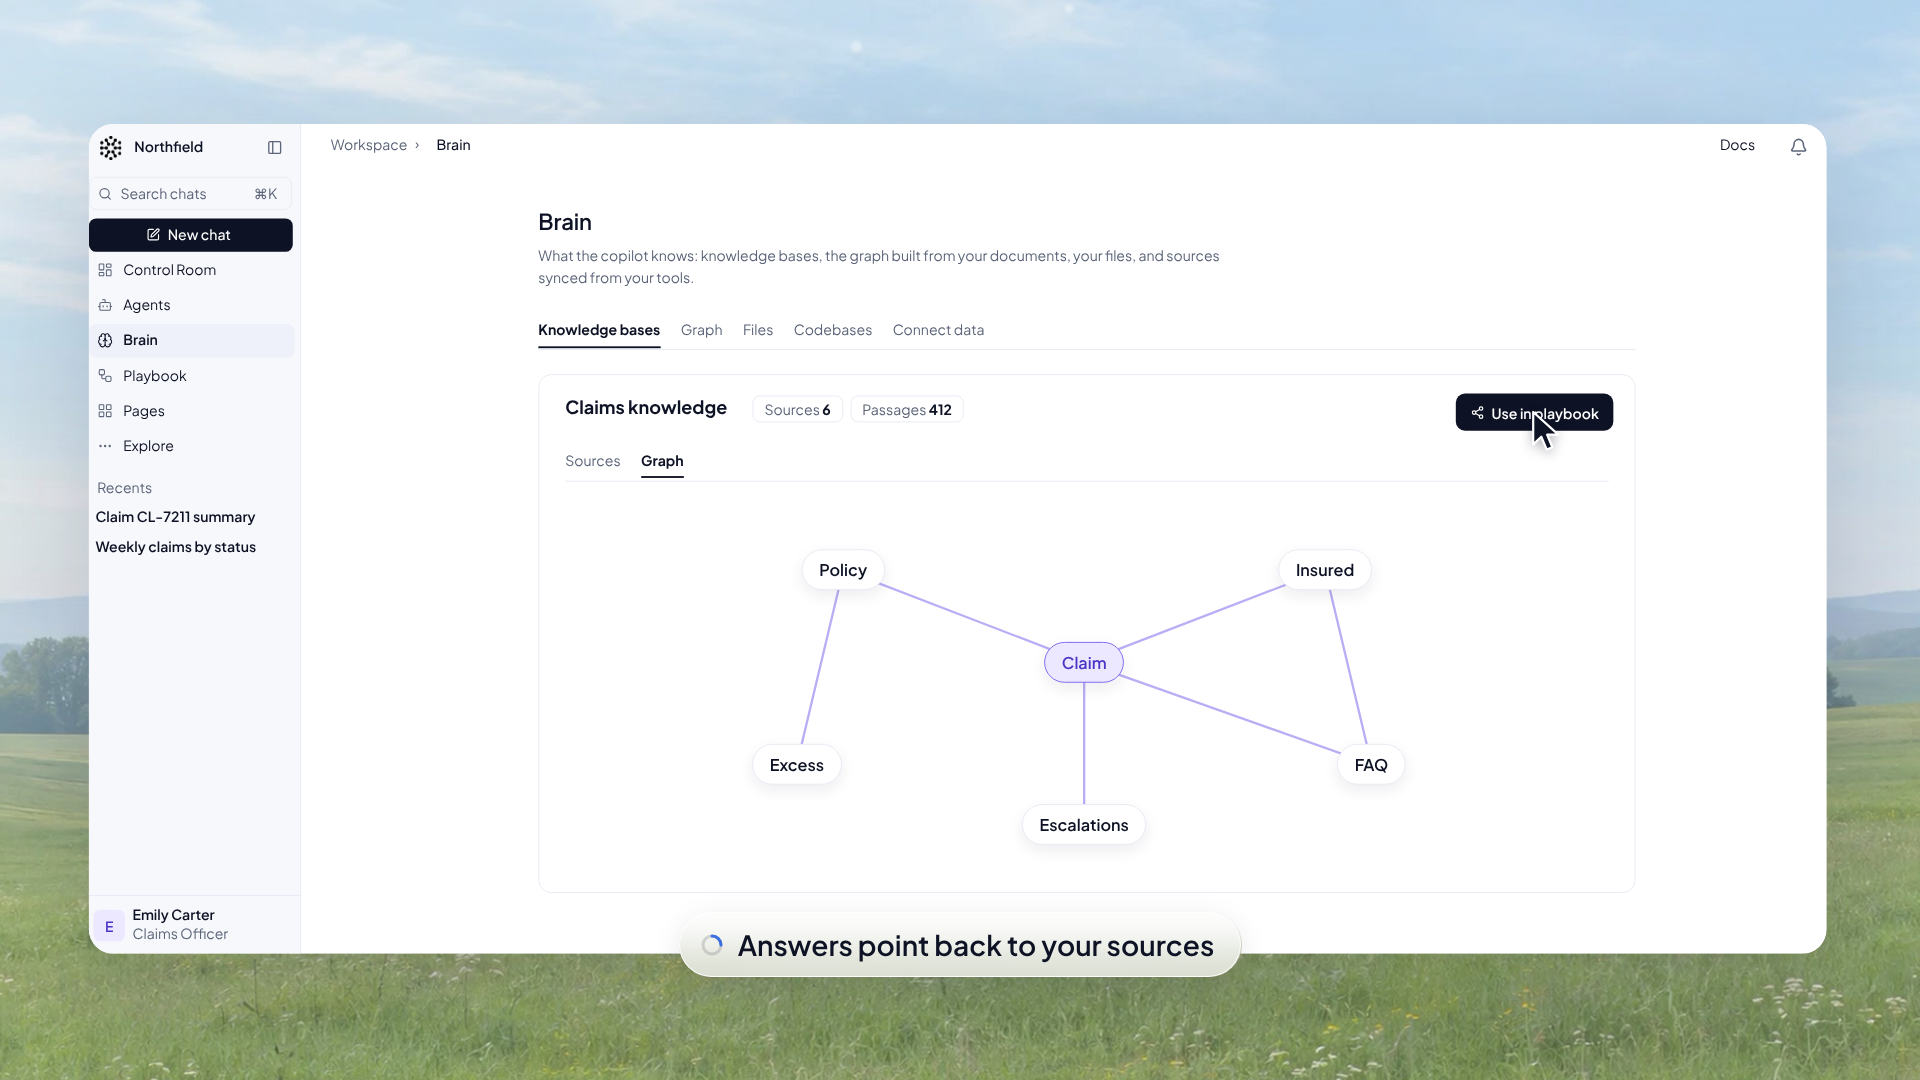 Northfield
Search chats ⌘K
New chat
Control Room
Agents
Brain
Playbook
Pages
Explore
Recents
Claim CL-7211 summary
Weekly claims by status
E
Emily Carter
Claims Officer
Workspace › Brain
Docs
Brain
What the copilot knows: knowledge bases, the graph built from your documents, your files, and sources
synced from your tools.
Knowledge bases Graph Files Codebases Connect data
Claims knowledge Sources 6 Passages 412
Use in playbook
Sources Graph
Policy
Insured
Claim
Excess
FAQ
Escalations
Answers point back to your sources